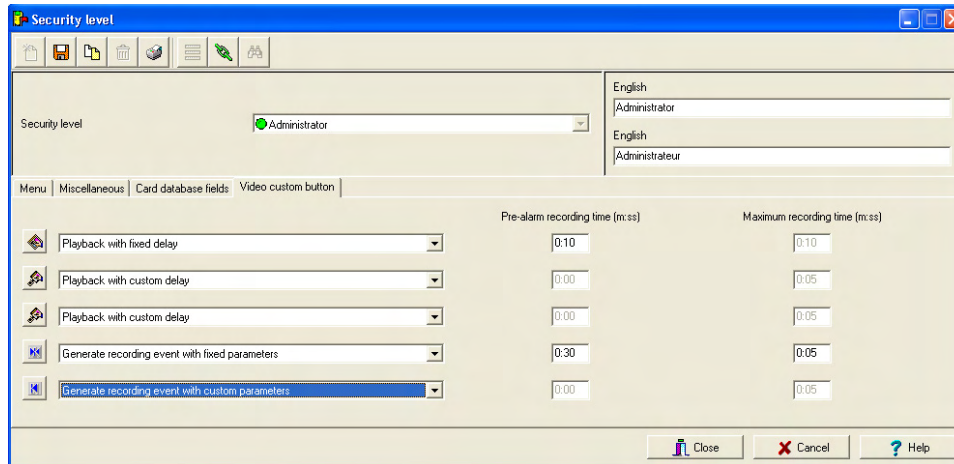 Security level
English
Administrator
Security level
Administrator
English
Administrateur
Menu Miscellaneous Card database fields Video custom button
Pre-alarm recording time (m:ss) Maximum recording time (m:ss)
Playback with fixed delay 0:10 0:10
Playback with custom delay 0:00 0:05
Playback with custom delay 0:00 0:05
Generate recording event with fixed parameters 0:30 0:05
Generate recording event with custom parameters 0:00 0:05
Close Cancel Help